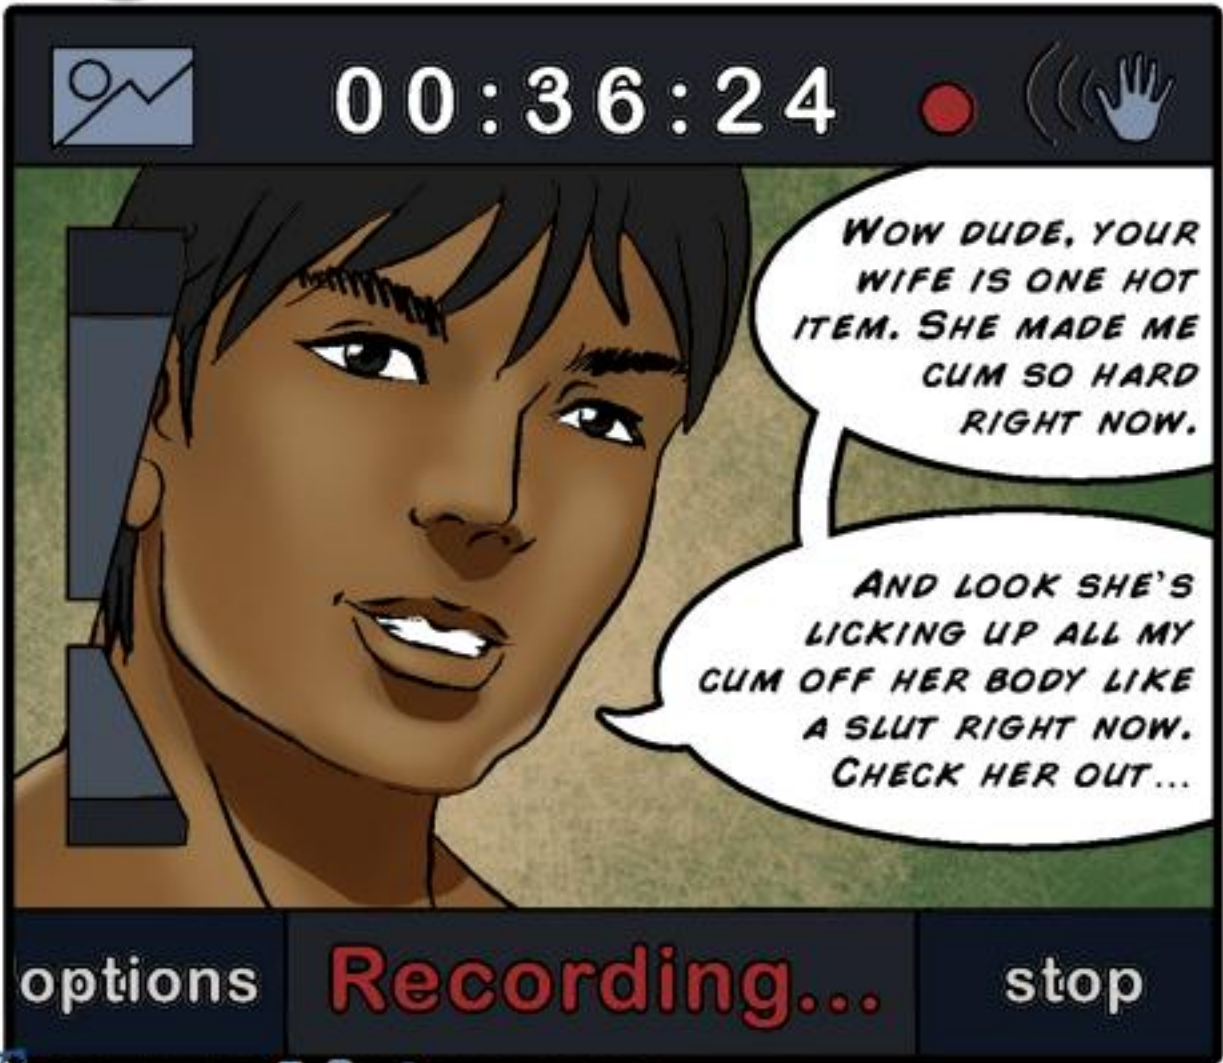 00:36:24
WOW DUDE, YOUR
WIFE IS ONE HOT
ITEM. SHE MADE ME
CUM SO HARD
RIGHT NOW.
AND LOOK SHE'S
LICKING UP ALL MY
CUM OFF HER BODY LIKE
A SLUT RIGHT NOW.
CHECK HER OUT...
options
Recording...
stop